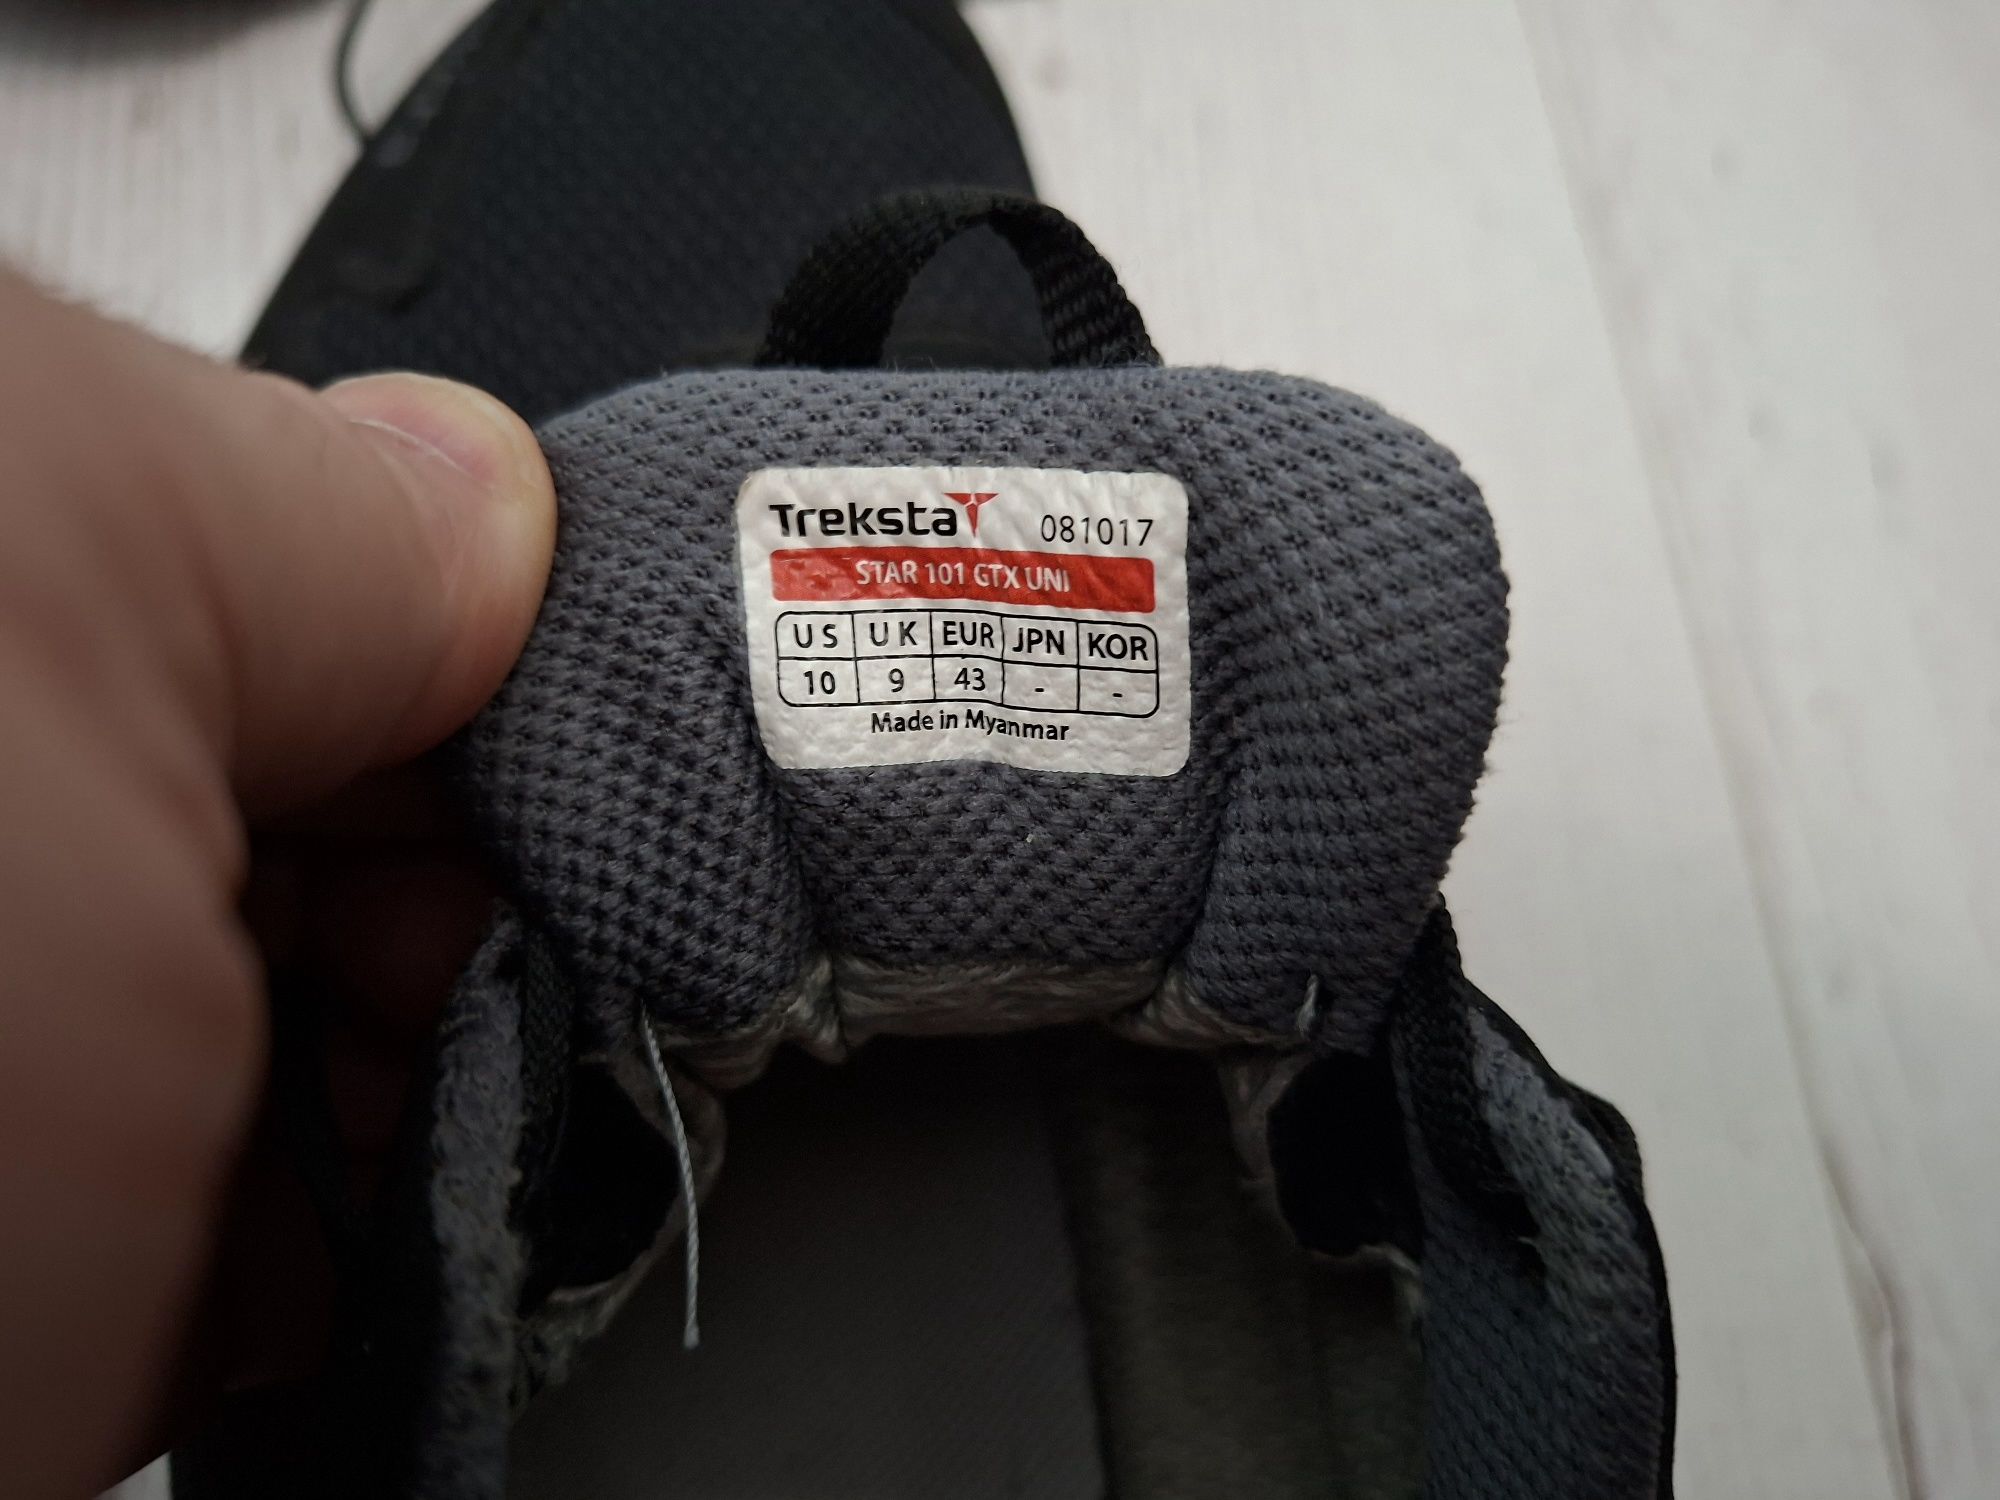 Treksta 081017
STAR 101 GTX UNI
US UK EUR JPN KOR
10 9 43 - -
Made in Myanmar